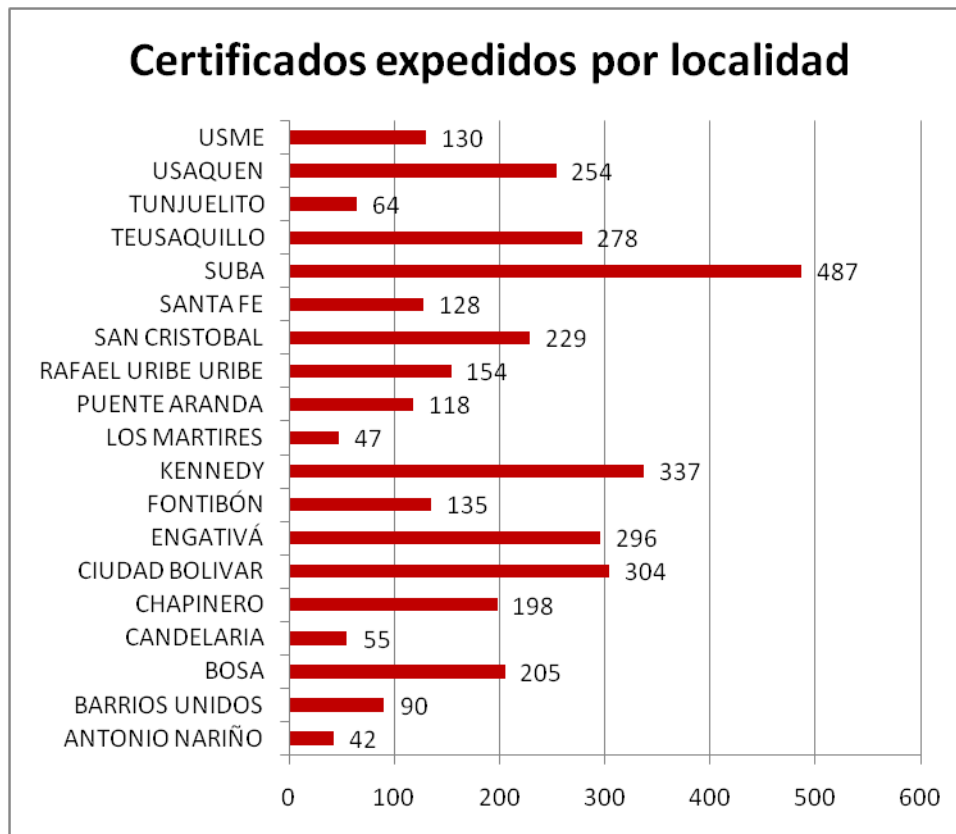 Certificados expedidos por localidad
USME 130
USAQUEN 254
TUNJUELITO 64
TEUSAQUILLO 278
SUBA 487
SANTA FE 128
SAN CRISTOBAL 229
RAFAEL URIBE URIBE 154
PUENTE ARANDA 118
LOS MARTIRES 47
KENNEDY 337
FONTIBÓN 135
ENGATIVÁ 296
CIUDAD BOLIVAR 304
CHAPINERO 198
CANDELARIA 55
BOSA 205
BARRIOS UNIDOS 90
ANTONIO NARIÑO 42
0 100 200 300 400 500 600